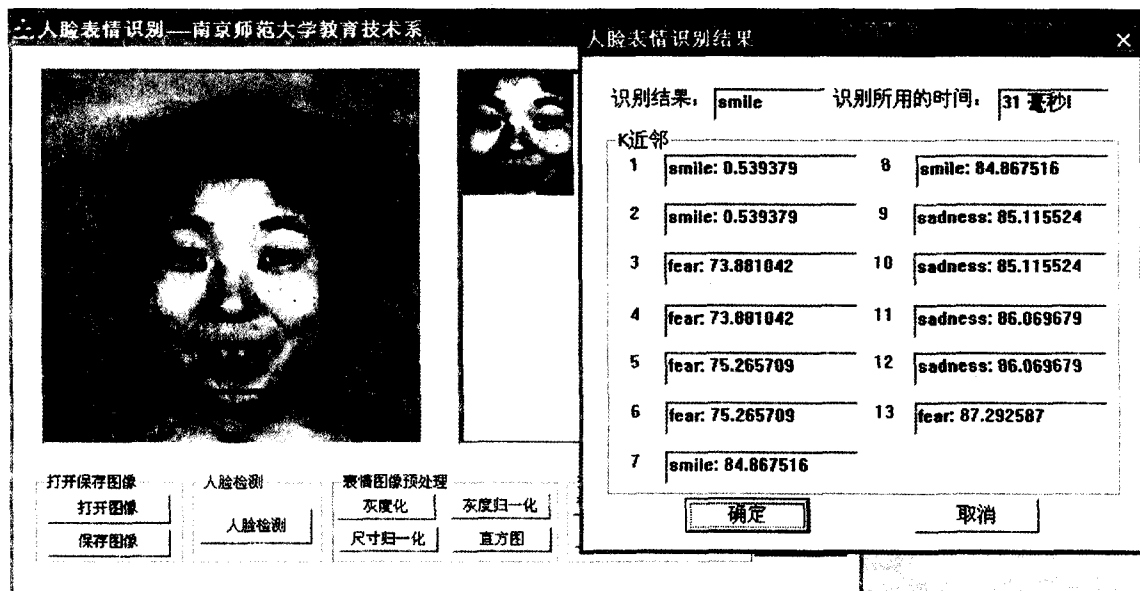 人脸表情识别——南京师范大学教育技术系
人脸表情识别结果
识别结果: smile 识别所用的时间: 31 毫秒!
K近邻
1 smile: 0.539379 8 smile: 84.867516
2 smile: 0.539379 9 sadness: 85.115524
3 fear: 73.881042 10 sadness: 85.115524
4 fear: 73.881042 11 sadness: 86.069679
5 fear: 75.265709 12 sadness: 86.069679
6 fear: 75.265709 13 fear: 87.292587
7 smile: 84.867516
确定 取消
打开保存图像 人脸检测 表情图像预处理
打开图像 人脸检测 灰度化 灰度归一化
保存图像 尺寸归一化 直方图